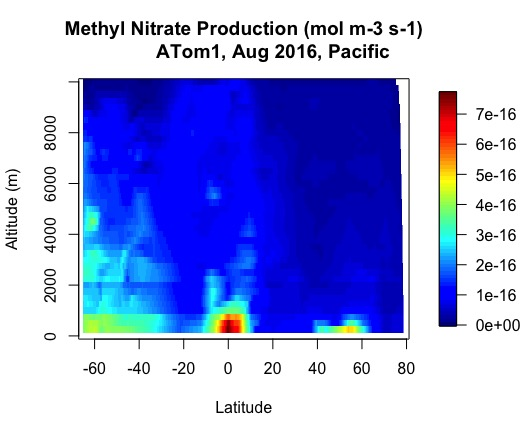 Methyl Nitrate Production (mol m-3 s-1)
ATom1, Aug 2016, Pacific
Altitude (m)
8000
6000
4000
2000
0
-60 -40 -20 0 20 40 60 80
Latitude
7e-16
6e-16
5e-16
4e-16
3e-16
2e-16
1e-16
0e+00